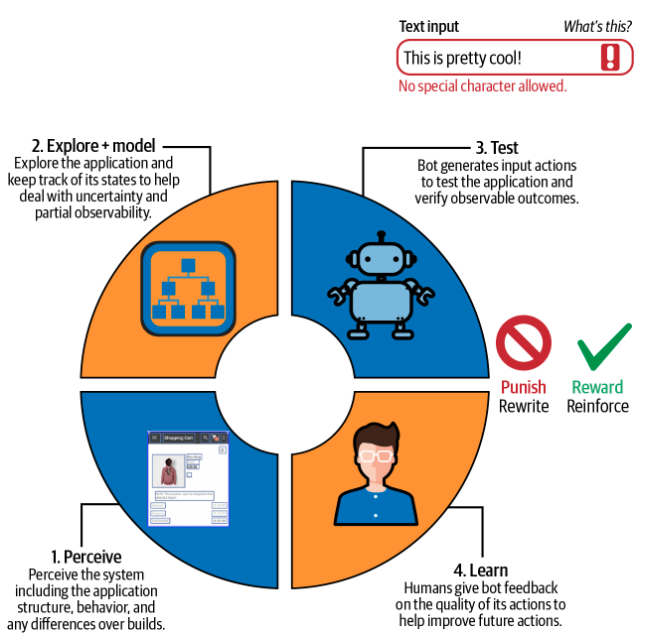 Text input What's this?
This is pretty cool!
No special character allowed.
2. Explore + model
Explore the application and
keep track of its states to help
deal with uncertainty and
partial observability.
3. Test
Bot generates input actions
to test the application and
verify observable outcomes.
Punish
Rewrite
Reward
Reinforce
Shopping Cart
1. Perceive
Perceive the system
including the application
structure, behavior, and
any differences over builds.
4. Learn
Humans give bot feedback
on the quality of its actions to
help improve future actions.